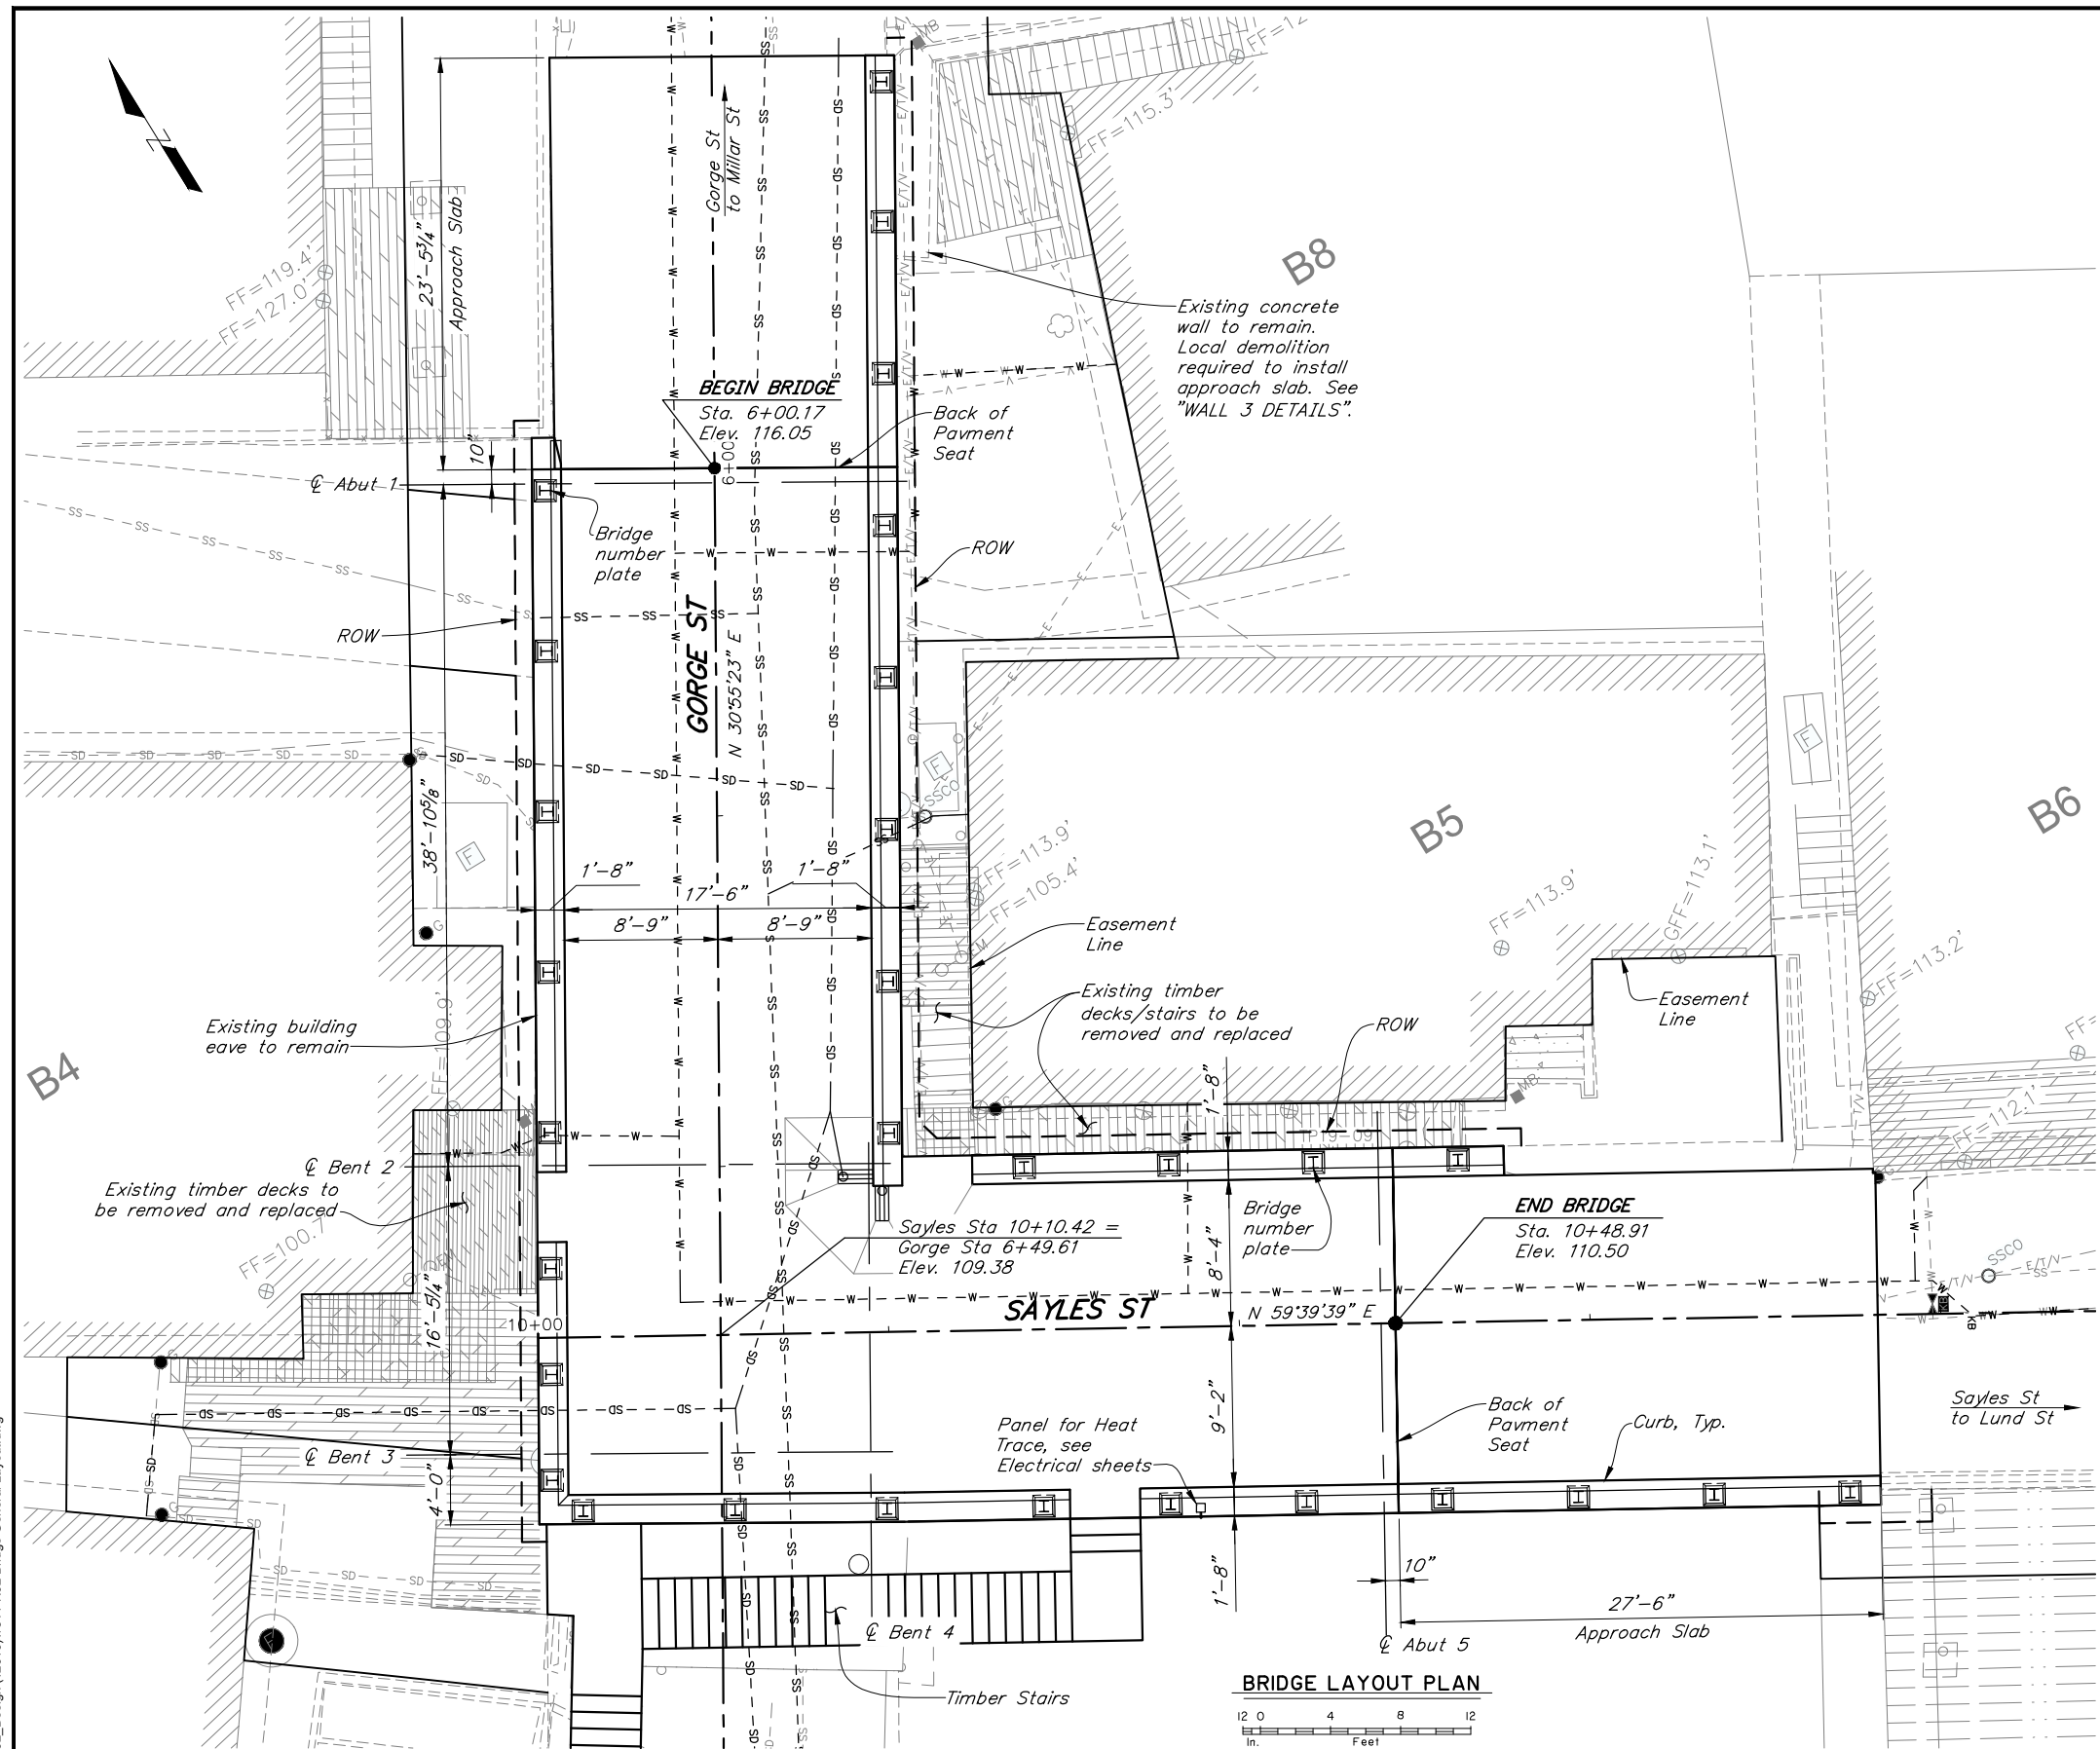 MB
FF=12
Z
23'-5¾"
Approach Slab
Gorge St
to Millar St
FF=115.3'
FF=119.4'
FF=127.0'
B8
Existing concrete
wall to remain.
Local demolition
required to install
approach slab. See
"WALL 3 DETAILS".
BEGIN BRIDGE
Sta. 6+00.17
Elev. 116.05
Back of
Pavment
Seat
10"
6+00
℄ Abut 1
Bridge
number
plate
ROW
ROW
GORGE ST
N 30°55'23" E
38'-10⅝"
F
F
F
SSCO
B5
B6
FF=113.9'
FF=105.4'
1'-8"
17'-6"
1'-8"
8'-9"
8'-9"
FF=113.9'
GFF=113.1'
FF=113.2'
Easement
Line
Existing timber
decks/stairs to be
removed and replaced
ROW
Easement
Line
FF=109.9'
Existing building
eave to remain
B4
FF=
FF=112.1'
MB
1'-8"
℄ Bent 2
Existing timber decks to
be removed and replaced
FF=100.7'
16'-5¼"
10+00
Sayles Sta 10+10.42 =
Gorge Sta 6+49.61
Elev. 109.38
Bridge
number
plate
8'-4"
END BRIDGE
Sta. 10+48.91
Elev. 110.50
SSCO
SAYLES ST
N 59°39'39" E
KB
9'-2"
Sayles St
to Lund St
Back of
Pavment
Seat
Curb, Typ.
Panel for Heat
Trace, see
Electrical sheets
℄ Bent 3
4'-0"
1'-8"
10"
27'-6"
Approach Slab
℄ Bent 4
℄ Abut 5
Timber Stairs
BRIDGE LAYOUT PLAN
12 0 4 8 12
In. Feet